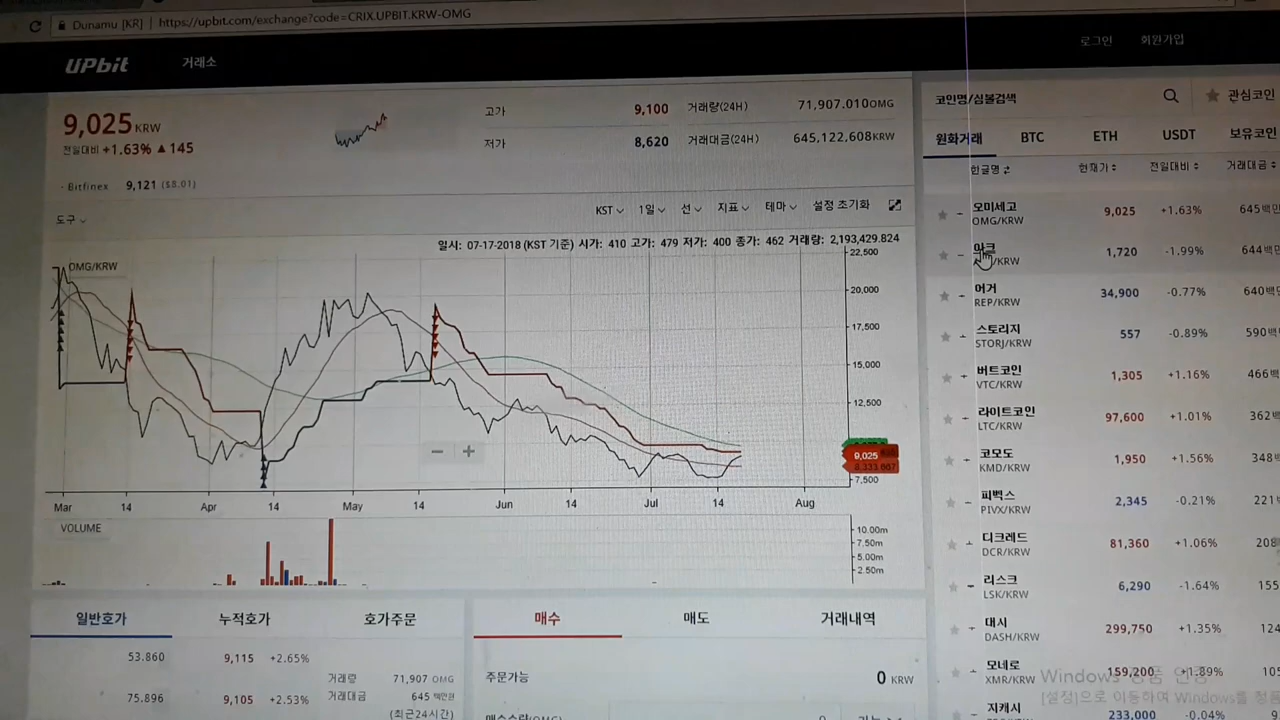 Dunamu [KR] https://upbit.com/exchange?code=CRIX.UPBIT.KRW-OMG
UPbit 거래소 로그인 회원가입
9,025 KRW
전일대비 +1.63% ▲ 145
고가 9,100 거래량(24H) 71,907.010OMG
저가 8,620 거래대금(24H) 645,122,608KRW
· Bitfinex 9,121 ($8.01)
도구
KST 1일 선 지표 테마 설정 초기화
일시: 07-17-2018 (KST 기준) 시가: 410 고가: 479 저가: 400 종가: 462 거래량: 2,193,429.824
OMG/KRW
22,500
20,000
17,500
15,000
12,500
9,025
8,333.667
7,500
Mar 14 Apr 14 May 14 Jun 14 Jul 14 Aug
VOLUME
10.00m
7.50m
5.00m
2.50m
일반호가 누적호가 호가주문
53.860 9,115 +2.65%
75.896 9,105 +2.53%
거래량 71,907 OMG
거래대금 645 백만원
(최근24시간)
매수 매도 거래내역
주문가능 0 KRW
코인명/심볼검색 ★ 관심코인
원화거래 BTC ETH USDT 보유코인
한글명 현재가 전일대비 거래대금
오미세고 9,025 +1.63% 645백만
OMG/KRW
마크 1,720 -1.99% 644백만
/KRW
어거 34,900 -0.77% 640백만
REP/KRW
스토리지 557 -0.89% 590백만
STORJ/KRW
버트코인 1,305 +1.16% 466백
VTC/KRW
라이트코인 97,600 +1.01% 362백
LTC/KRW
코모도 1,950 +1.56% 348백
KMD/KRW
피벡스 2,345 -0.21% 221백
PIVX/KRW
디크레드 81,360 +1.06% 208
DCR/KRW
리스크 6,290 -1.64% 155
LSK/KRW
대시 299,750 +1.35% 124
DASH/KRW
모네로 159,200 +1.89% 105
XMR/KRW
지캐시 233,000 -0.04%
Windows 정품 인증
[설정]으로 이동하여 Windows를 정품